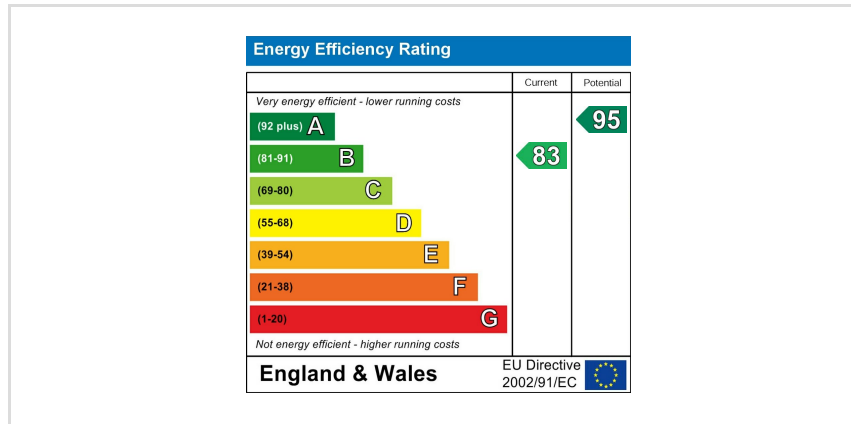 Energy Efficiency Rating
Current Potential
Very energy efficient - lower running costs
(92 plus) A
95
(81-91) B
83
(69-80) C
(55-68) D
(39-54) E
(21-38) F
(1-20) G
Not energy efficient - higher running costs
England & Wales
EU Directive
2002/91/EC